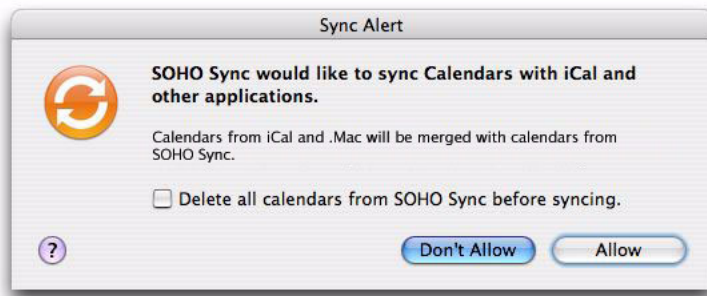 Sync Alert
SOHO Sync would like to sync Calendars with iCal and
other applications.
Calendars from iCal and .Mac will be merged with calendars from
SOHO Sync.
Delete all calendars from SOHO Sync before syncing.
?
Don't Allow
Allow